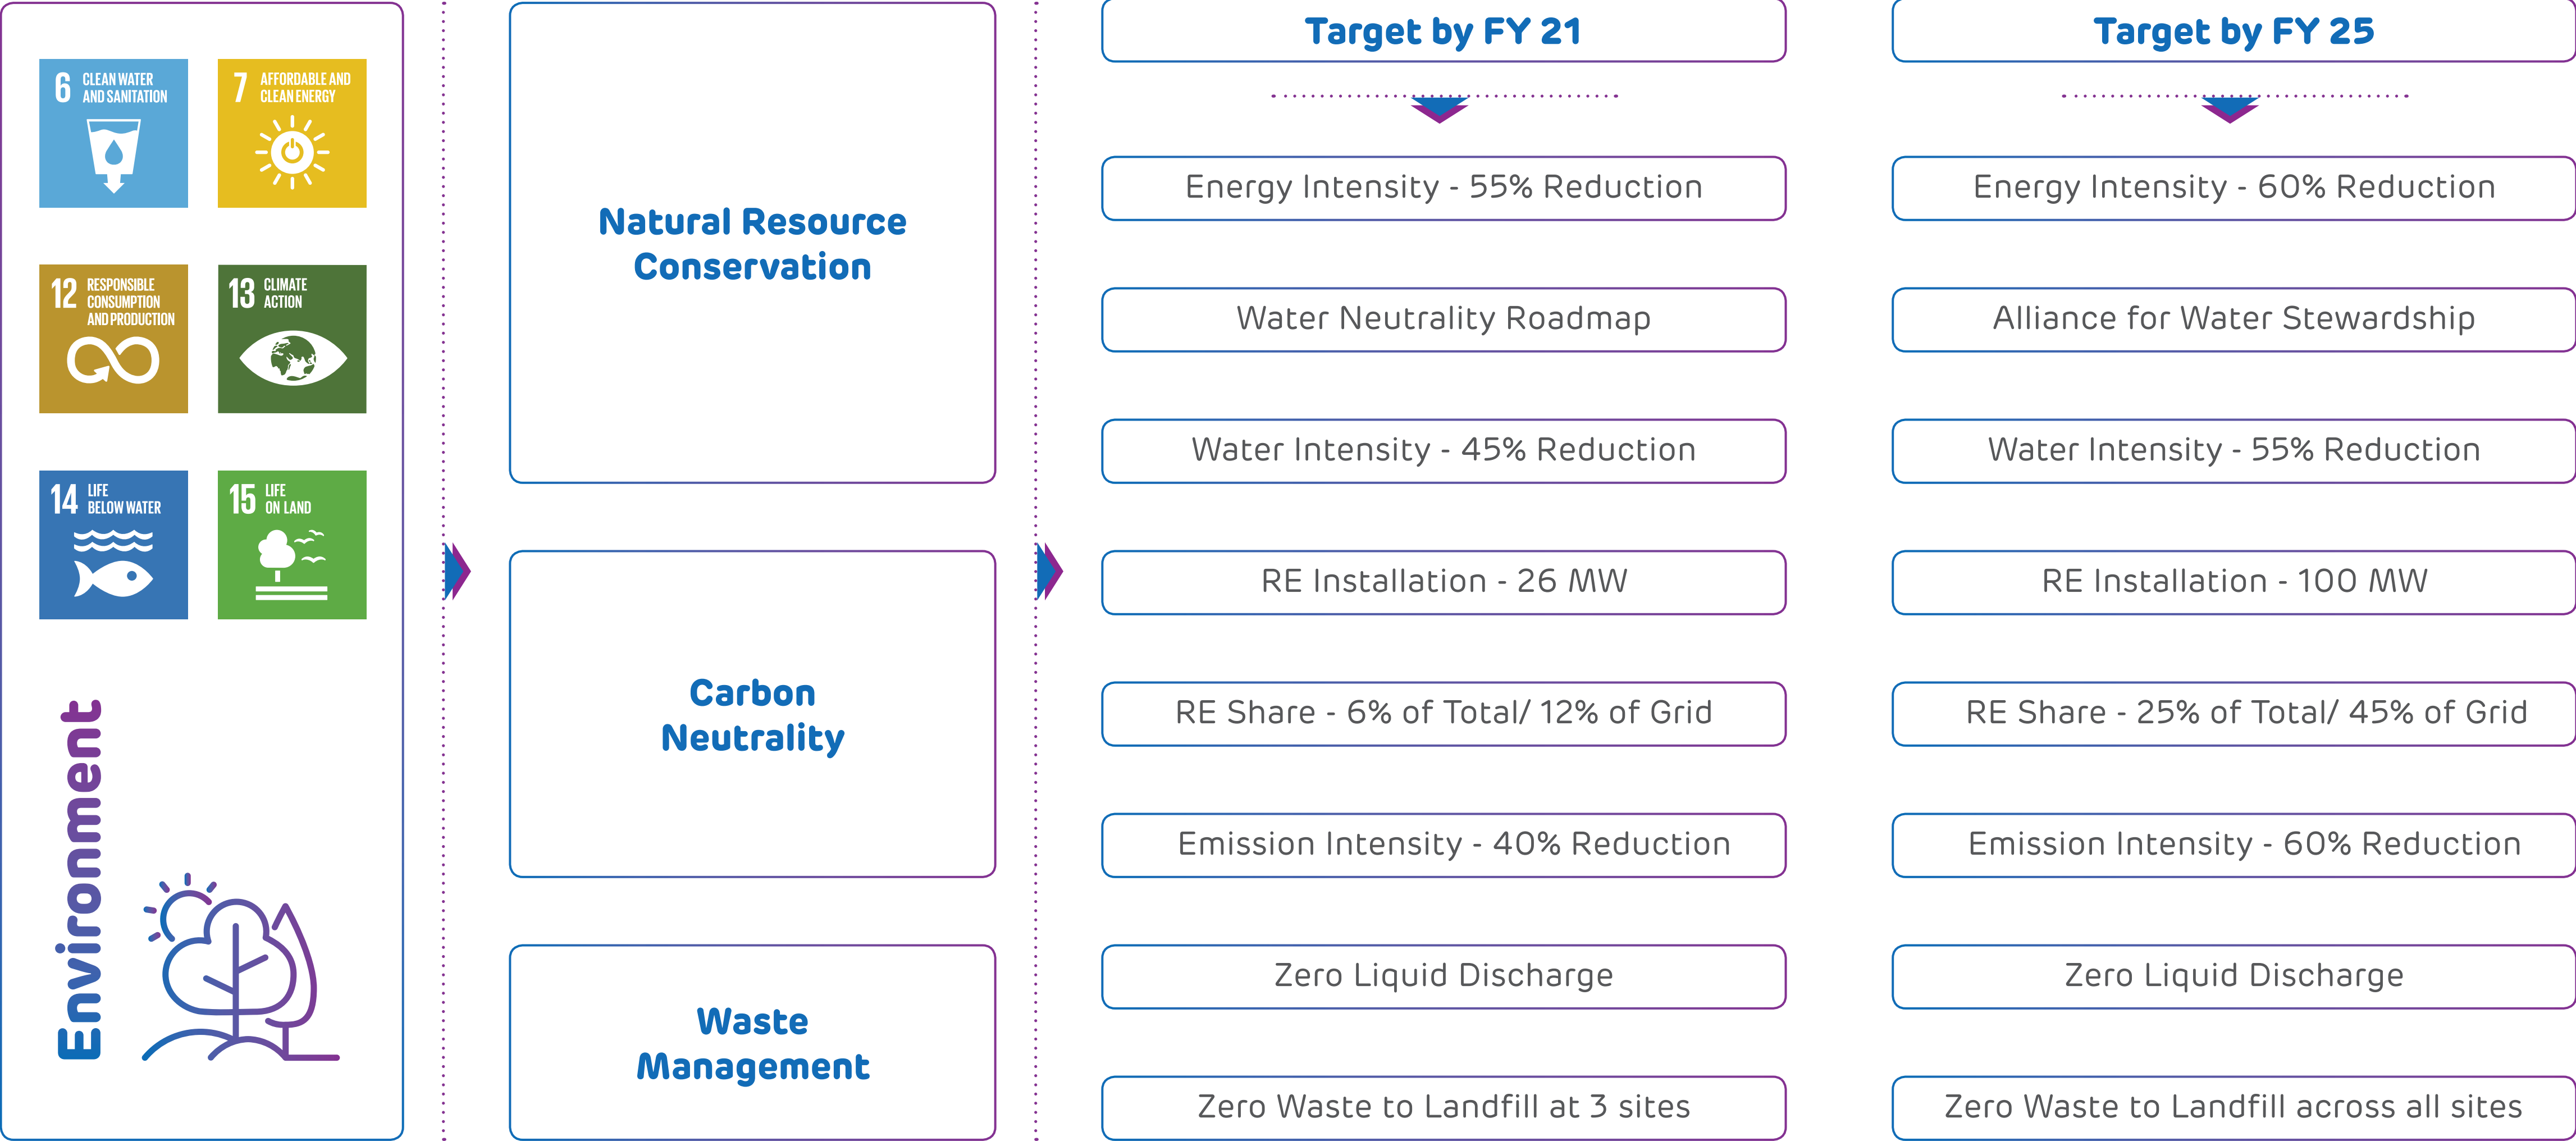 6 CLEAN WATER
AND SANITATION
7 AFFORDABLE AND
CLEAN ENERGY
12 RESPONSIBLE
CONSUMPTION
AND PRODUCTION
13 CLIMATE
ACTION
14 LIFE
BELOW WATER
15 LIFE
ON LAND
Environment
Natural Resource
Conservation
Carbon
Neutrality
Waste
Management
Target by FY 21
Energy Intensity - 55% Reduction
Water Neutrality Roadmap
Water Intensity - 45% Reduction
RE Installation - 26 MW
RE Share - 6% of Total/ 12% of Grid
Emission Intensity - 40% Reduction
Zero Liquid Discharge
Zero Waste to Landfill at 3 sites
Target by FY 25
Energy Intensity - 60% Reduction
Alliance for Water Stewardship
Water Intensity - 55% Reduction
RE Installation - 100 MW
RE Share - 25% of Total/ 45% of Grid
Emission Intensity - 60% Reduction
Zero Liquid Discharge
Zero Waste to Landfill across all sites